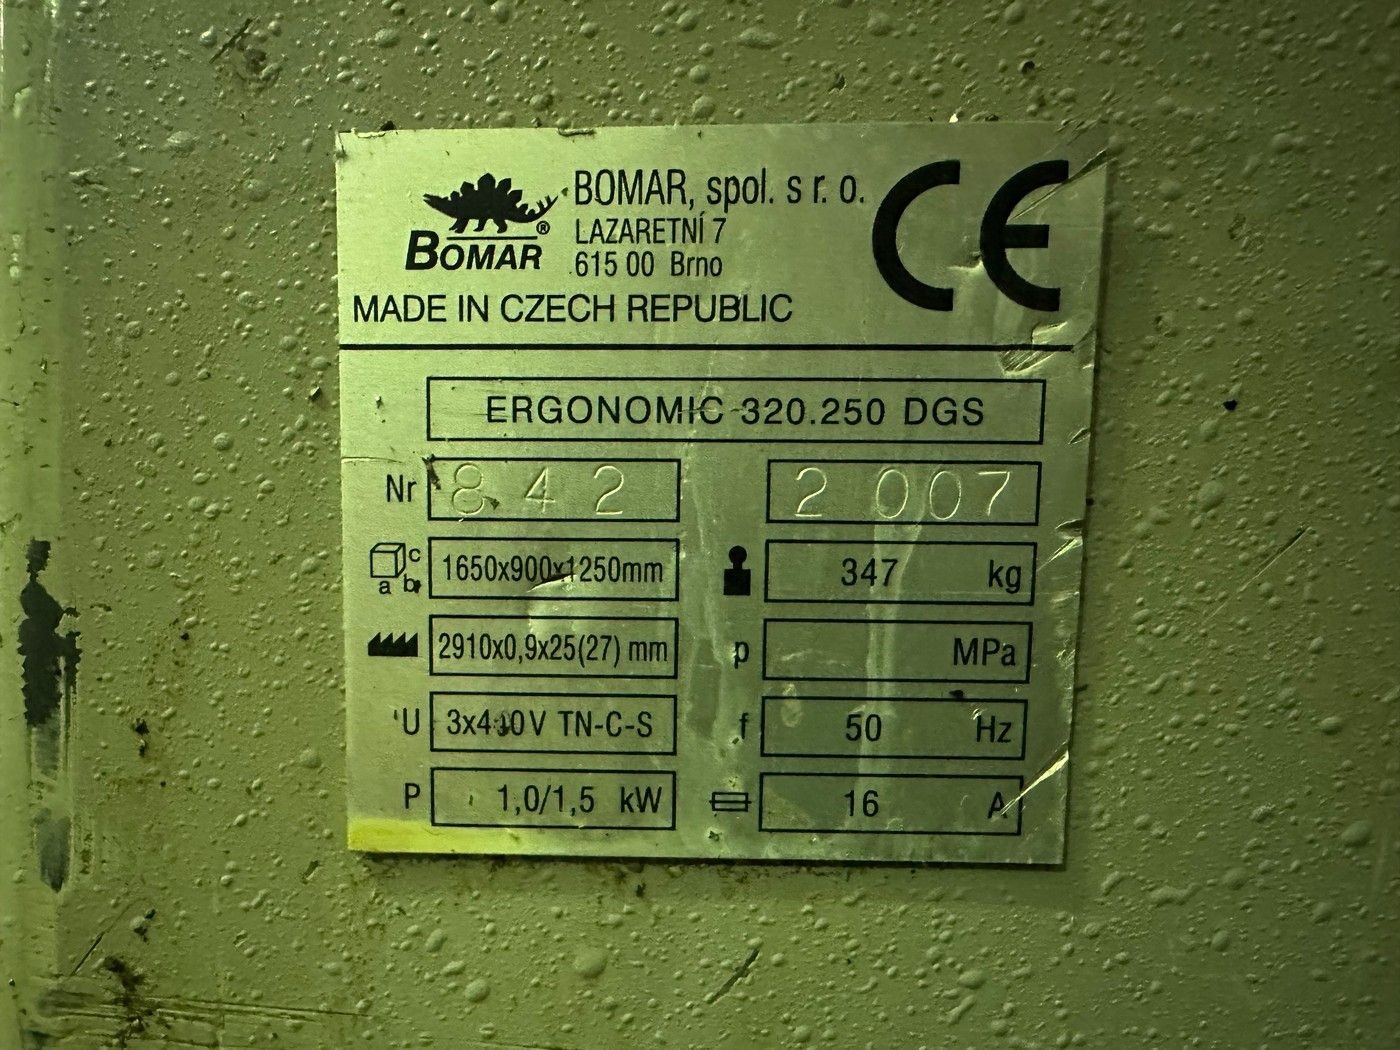 BOMAR®
BOMAR, spol. s r. o.
LAZARETNÍ 7
615 00 Brno
CE
MADE IN CZECH REPUBLIC
ERGONOMIC 320.250 DGS
Nr 842 2007
a b c 1650x900x1250mm 347 kg
2910x0,9x25(27) mm p MPa
U 3x400V TN-C-S f 50 Hz
P 1,0/1,5 kW 16 A